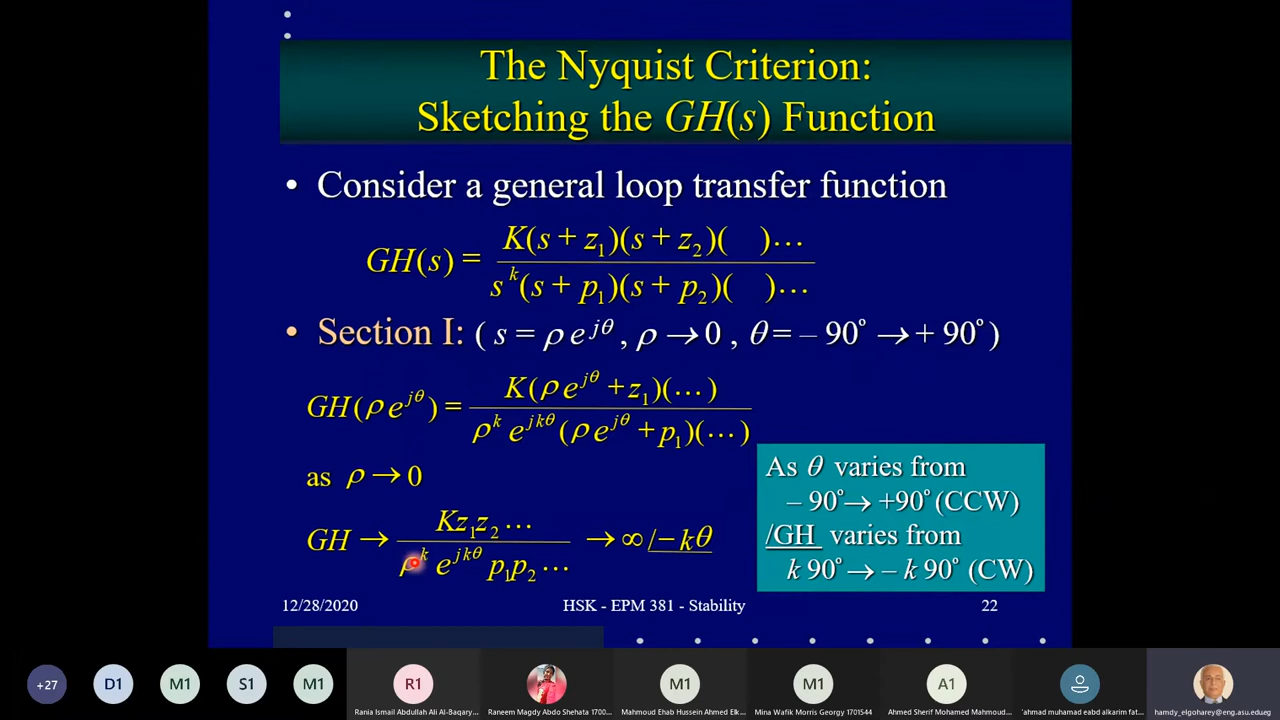 The Nyquist Criterion:
Sketching the GH(s) Function
• Consider a general loop transfer function
GH(s) = K(s + z₁)(s + z₂)(   )⋯ / sᵏ(s + p₁)(s + p₂)(   )⋯
• Section I: ( s = ρ e^{jθ} , ρ → 0 , θ = – 90° → + 90° )
GH(ρ e^{jθ}) = K(ρ e^{jθ} + z₁)(⋯) / ρᵏ e^{jkθ} (ρ e^{jθ} + p₁)(⋯)
as ρ → 0
GH → Kz₁z₂⋯ / ρᵏ e^{jkθ} p₁p₂⋯ → ∞ /– kθ
As θ varies from
– 90° → +90° (CCW)
/GH varies from
k 90° → – k 90° (CW)
12/28/2020
HSK - EPM 381 - Stability
22
+27
D1
M1
S1
M1
R1
Rania Ismail Abdullah Ali Al-Baqary...
Raneem Magdy Abdo Shehata 1700...
M1
Mahmoud Ehab Hussein Ahmed Elk...
M1
Mina Wafik Morris Georgy 1701544
A1
Ahmed Sherif Mohamed Mahmoud...
'ahmad muhamad eabd alkarim fat...
hamdy_elgoharey@eng.asu.edu.eg